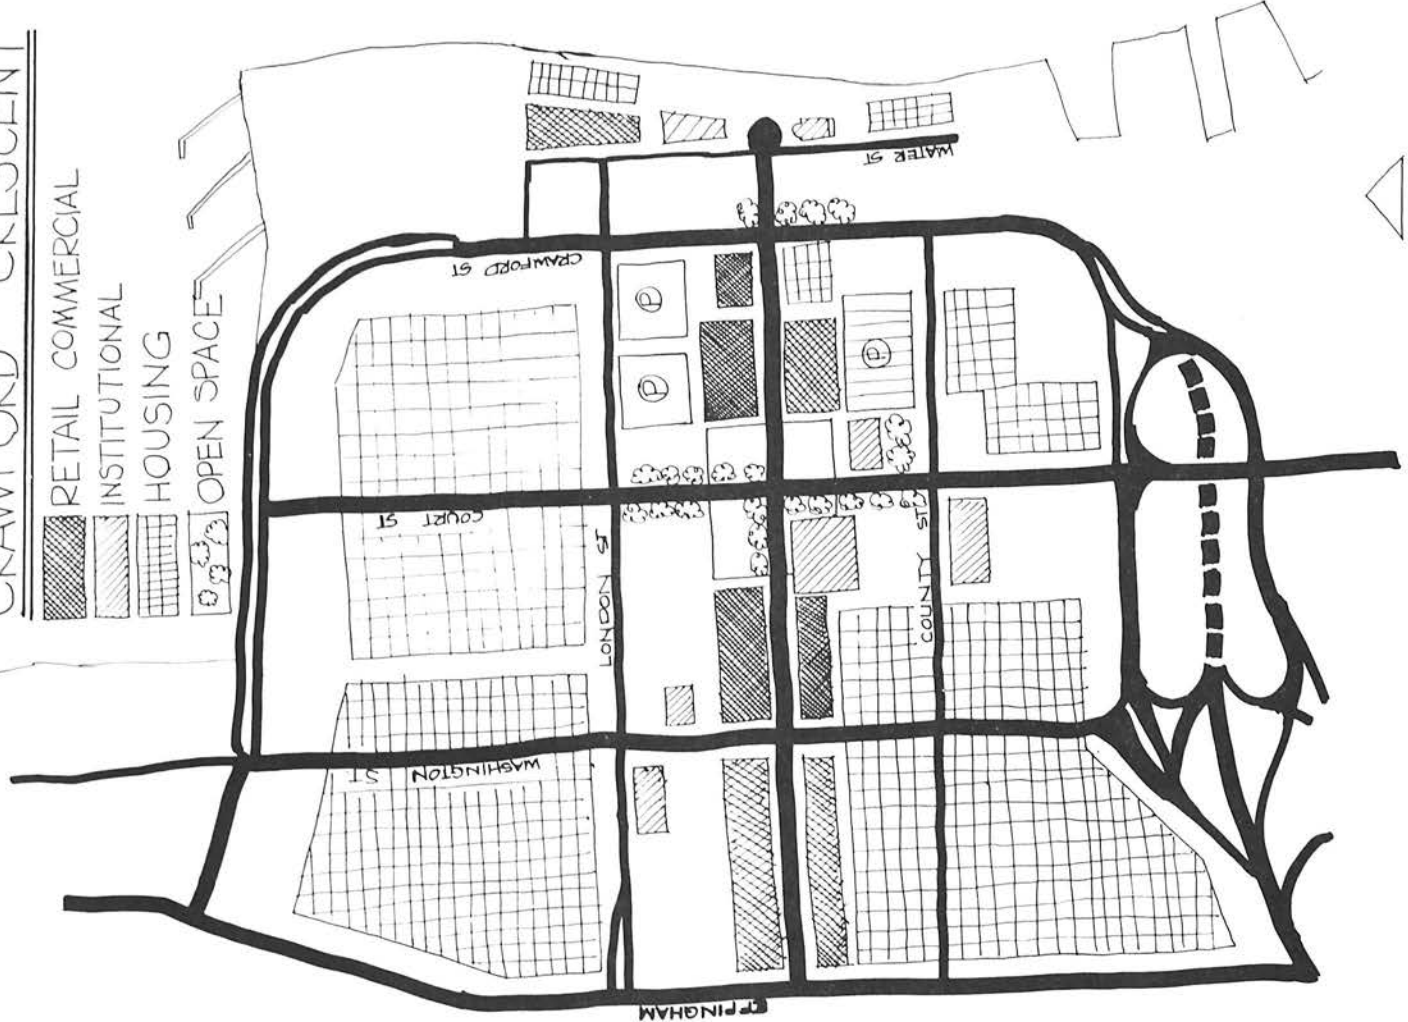 CRAWFORD CRESCENT
RETAIL COMMERCIAL
INSTITUTIONAL
HOUSING
OPEN SPACE
WATER ST
CRAWFORD ST
P
P
P
COURT ST
LONDON ST
COUNTY ST
WASHINGTON ST
EFFINGHAM